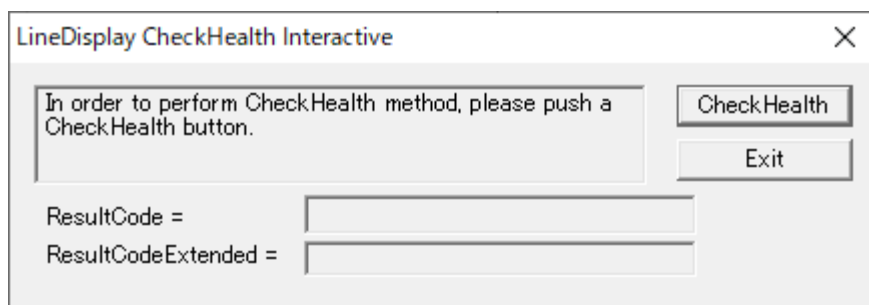 LineDisplay CheckHealth Interactive
In order to perform CheckHealth method, please push a
CheckHealth button.
CheckHealth
Exit
ResultCode =
ResultCodeExtended =